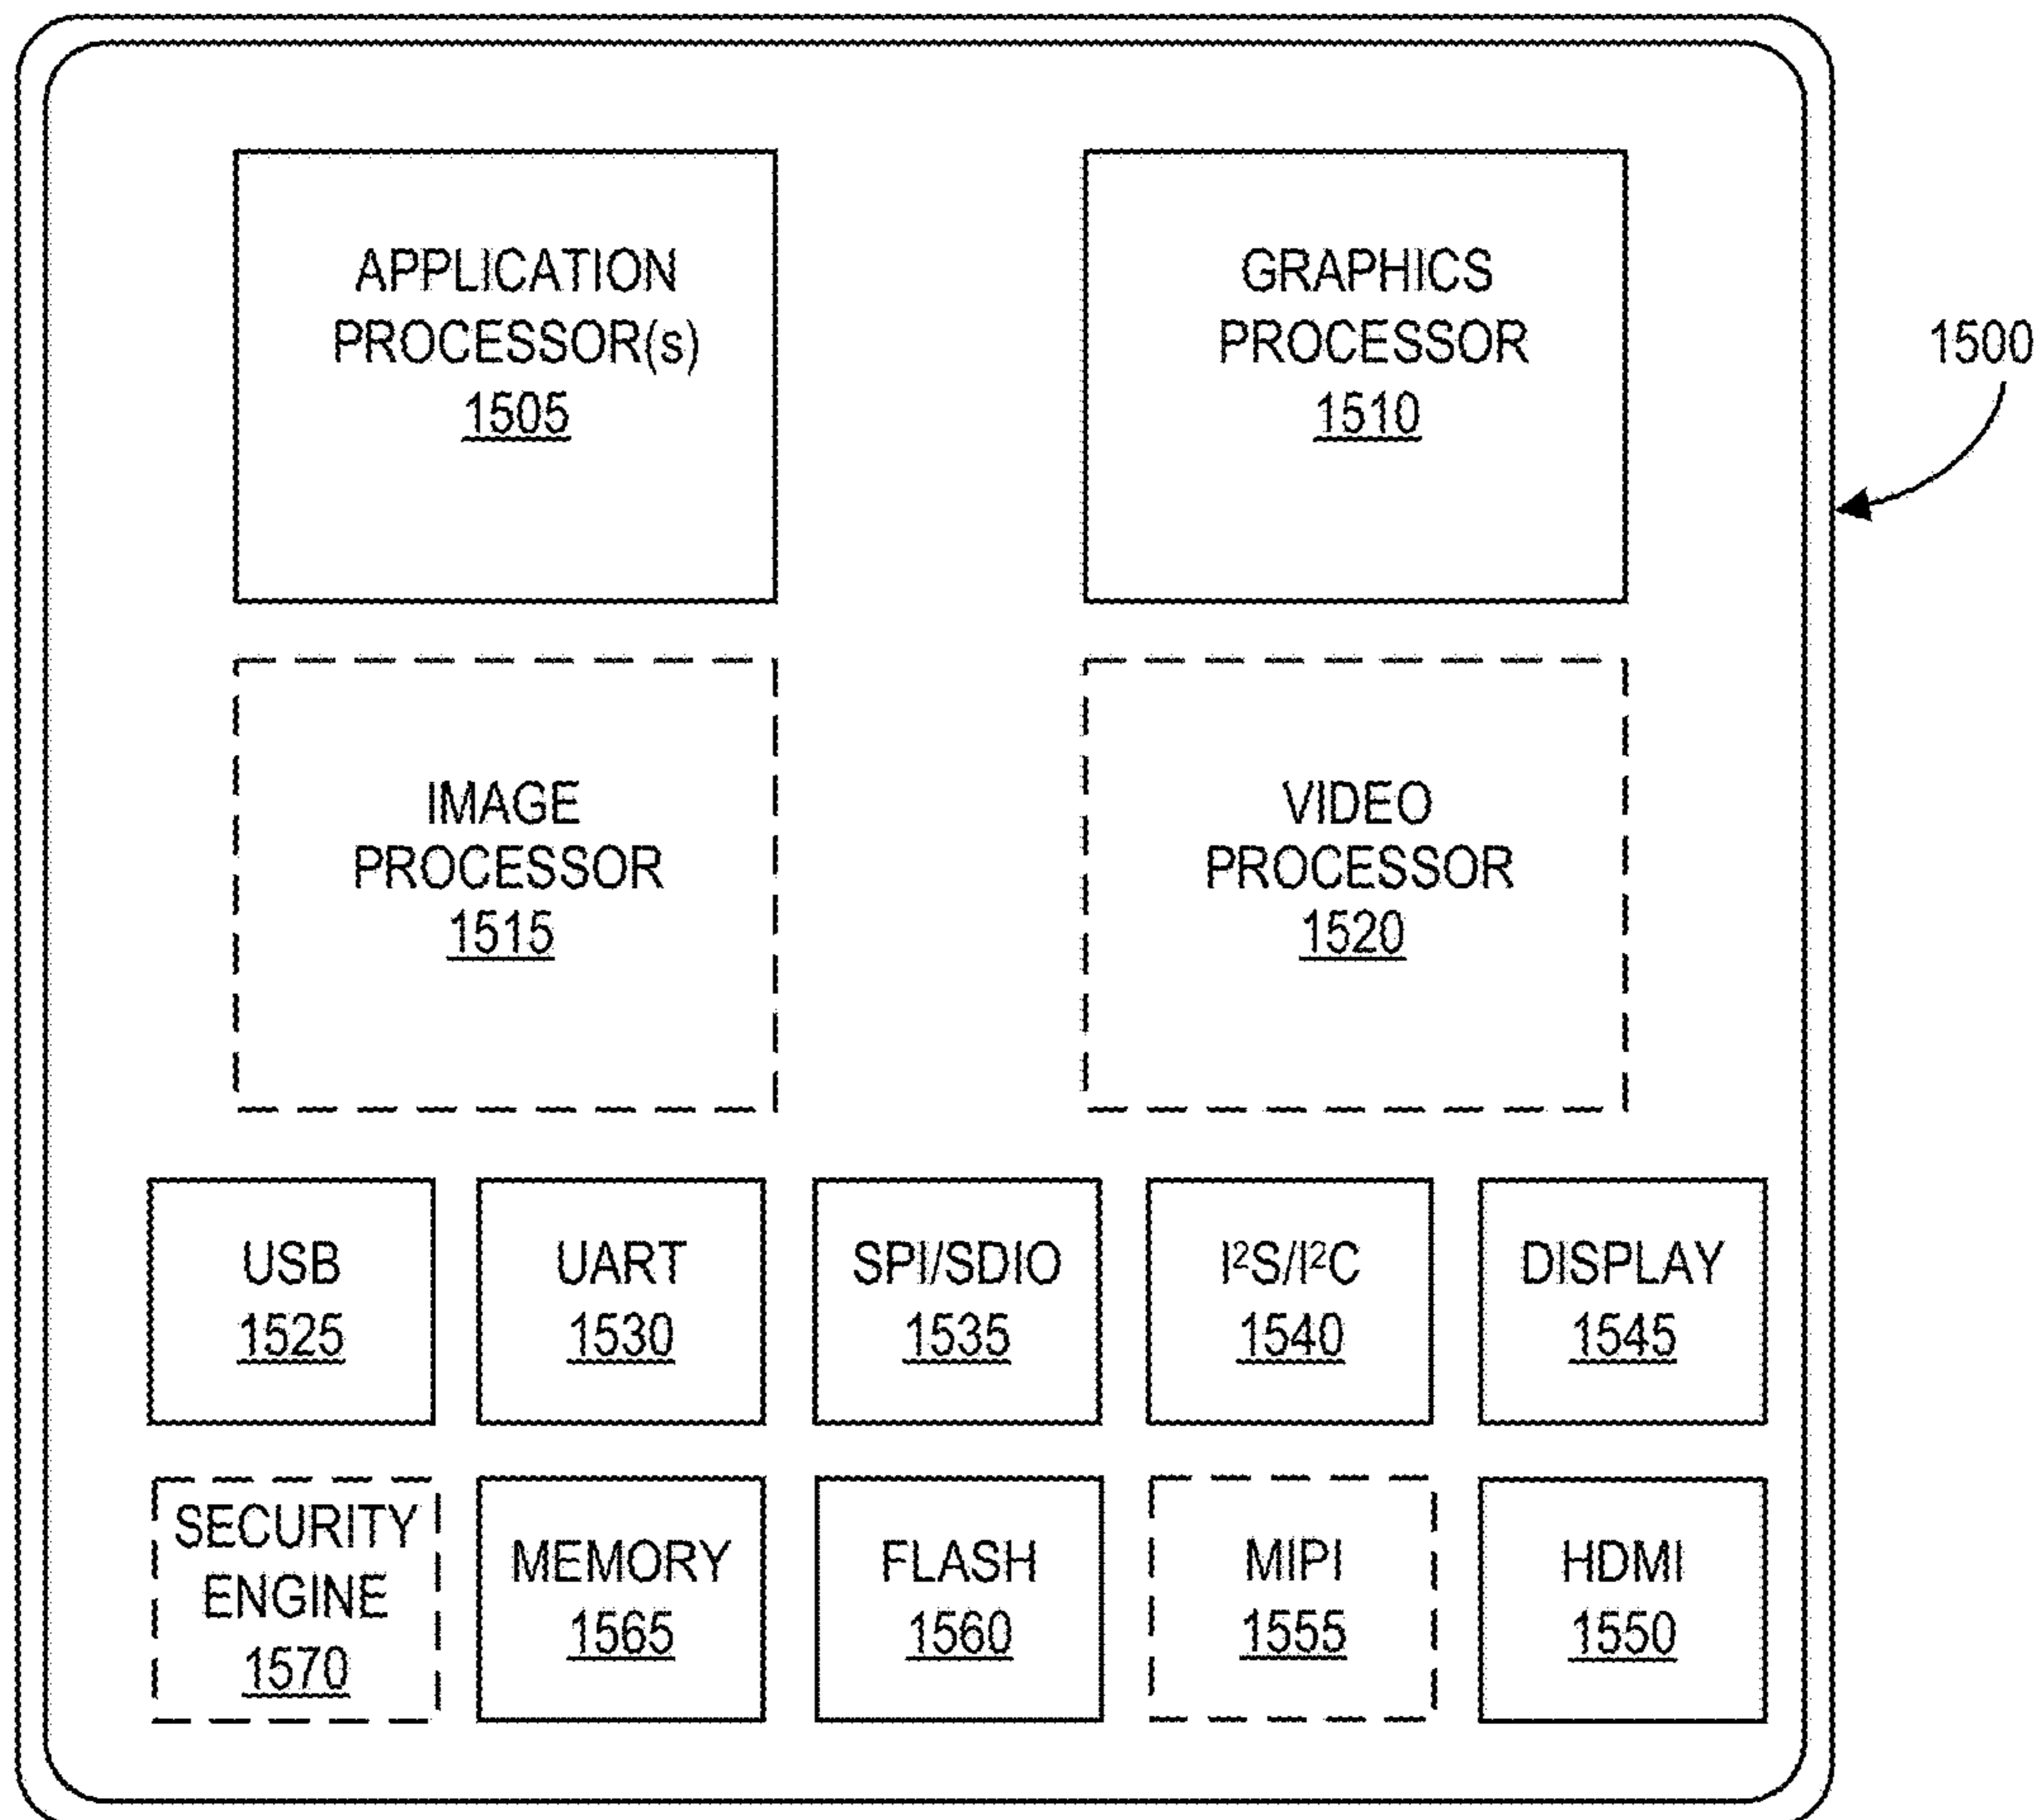 APPLICATION
PROCESSOR(s)
1505
GRAPHICS
PROCESSOR
1510
1500
IMAGE
PROCESSOR
1515
VIDEO
PROCESSOR
1520
USB
1525
UART
1530
SPI/SDIO
1535
I²S/I²C
1540
DISPLAY
1545
SECURITY
ENGINE
1570
MEMORY
1565
FLASH
1560
MIPI
1555
HDMI
1550